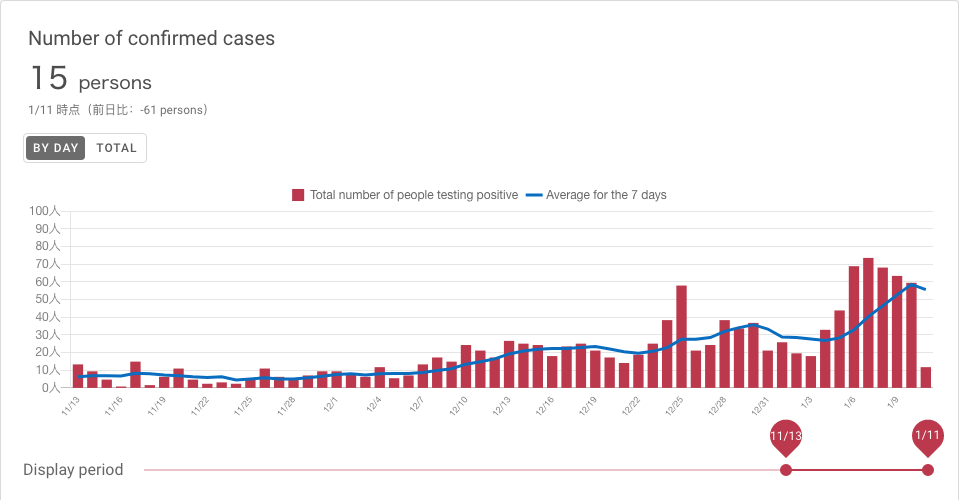 Number of confirmed cases
15 persons
1/11 時点（前日比：-61 persons）
BY DAY TOTAL
Total number of people testing positive Average for the 7 days
100人
90人
80人
70人
60人
50人
40人
30人
20人
10人
0人
11/13 11/16 11/19 11/22 11/25 11/28 12/1 12/4 12/7 12/10 12/13 12/16 12/19 12/22 12/25 12/28 12/31 1/3 1/6 1/9
11/13 1/11
Display period